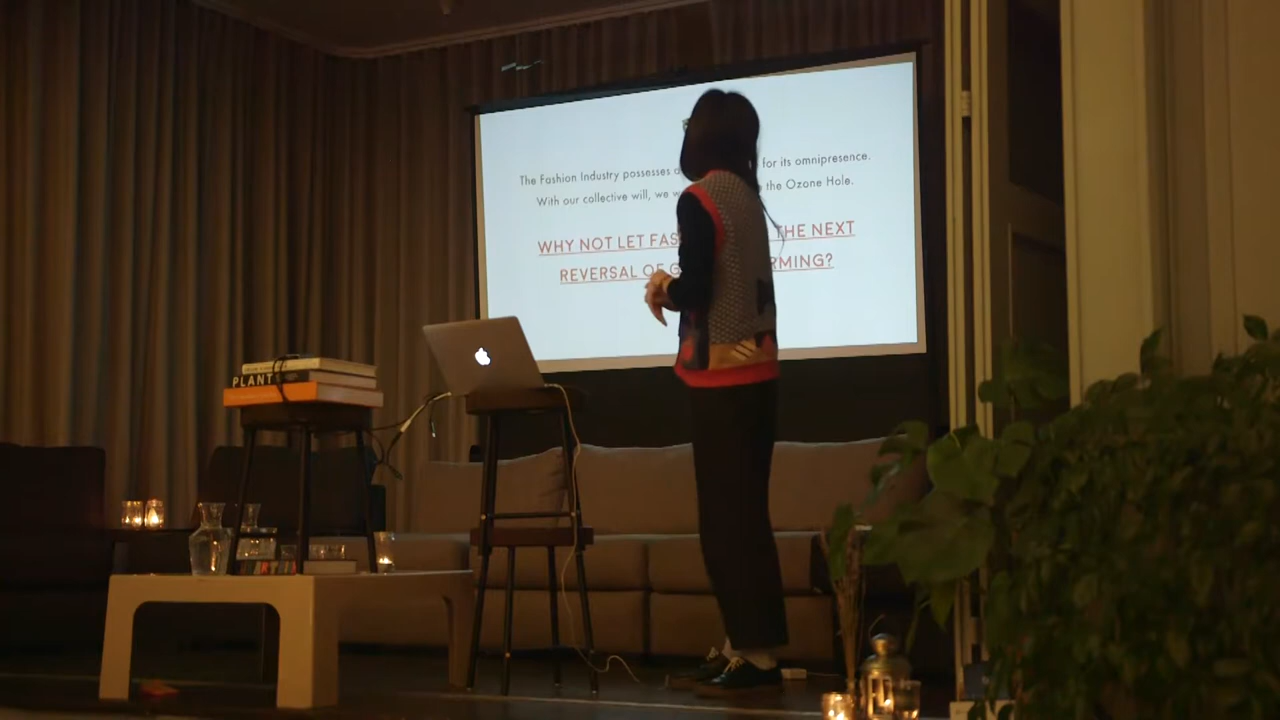 The Fashion Industry possesses for its omnipresence.
With our collective will, we the Ozone Hole.
WHY NOT LET FAS THE NEXT
REVERSAL OF G RMING?
PLANT